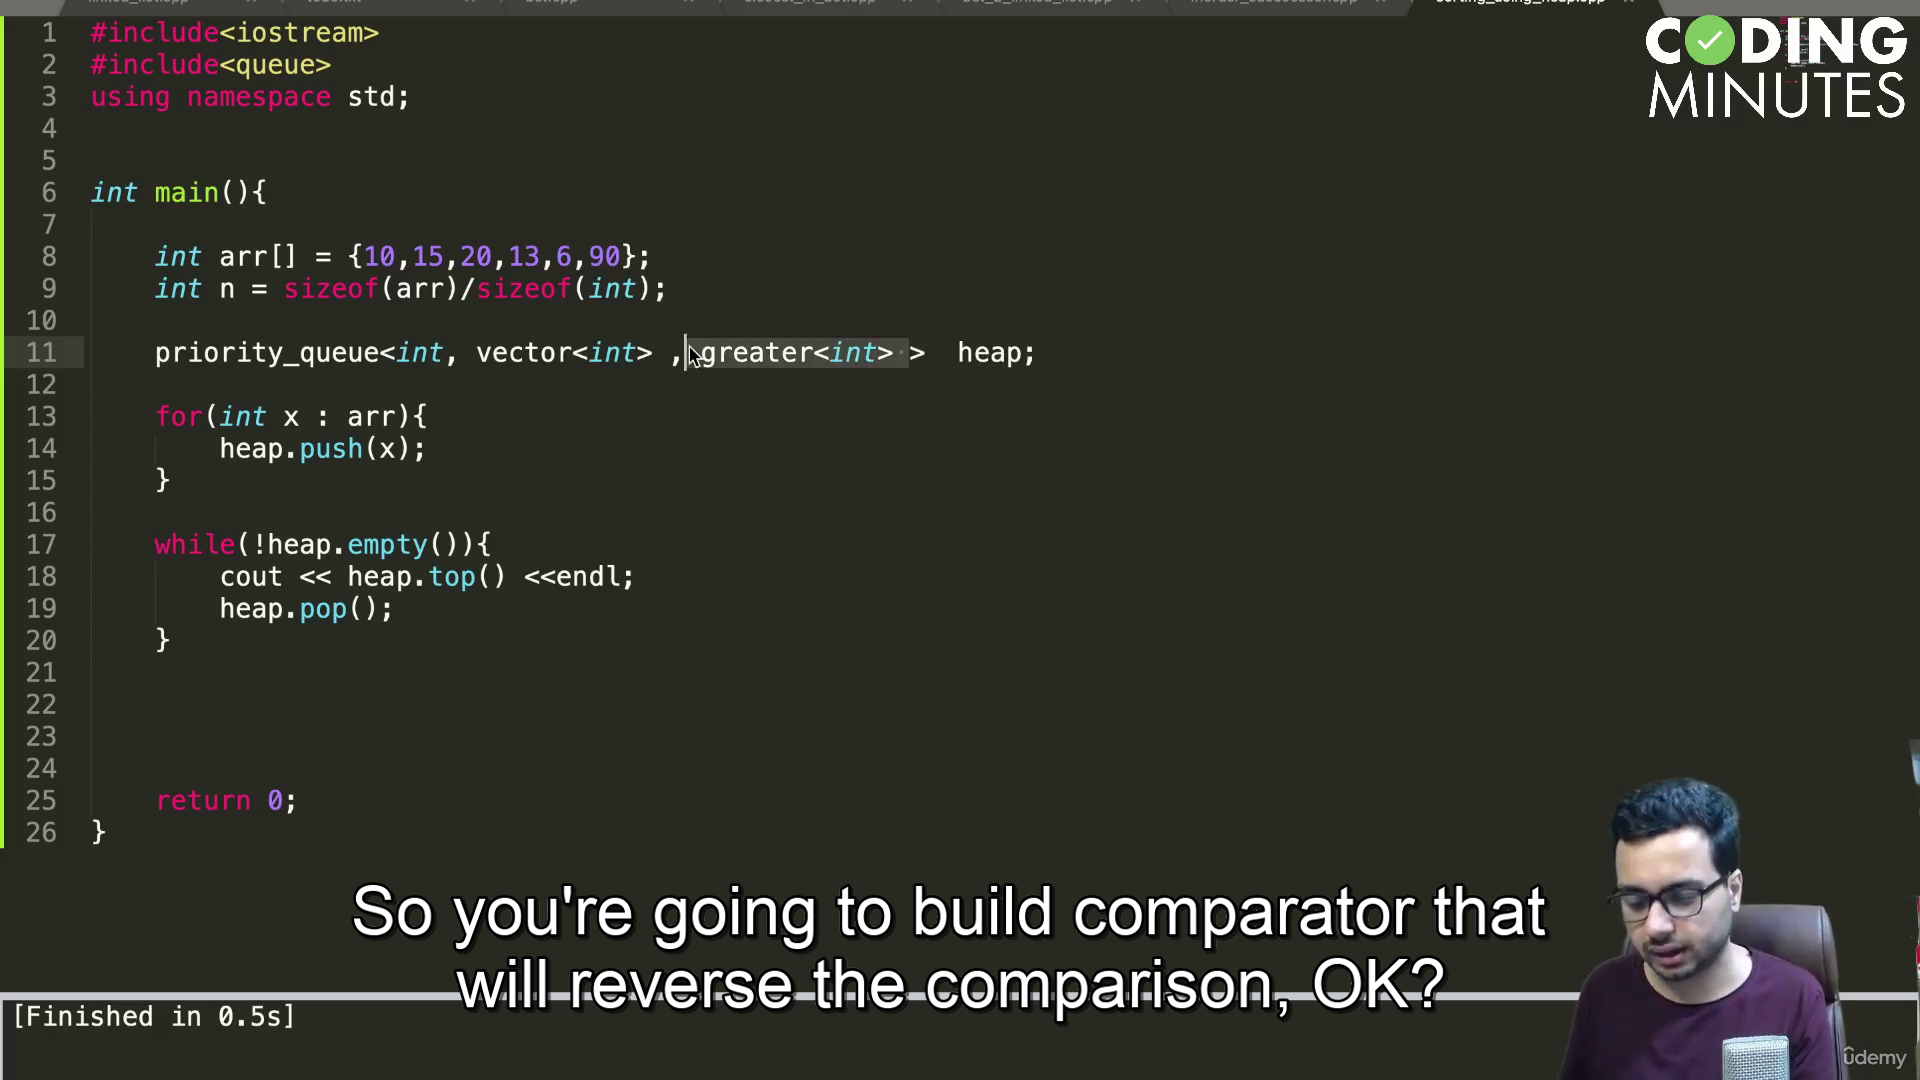 1 #include<iostream>
2 #include<queue>
3 using namespace std;
4
5
6 int main(){
7
8 int arr[] = {10,15,20,13,6,90};
9 int n = sizeof(arr)/sizeof(int);
10
11 priority_queue<int, vector<int> , greater<int> > heap;
12
13 for(int x : arr){
14 heap.push(x);
15 }
16
17 while(!heap.empty()){
18 cout << heap.top() <<endl;
19 heap.pop();
20 }
21
22
23
24
25 return 0;
26 }
CODING
MINUTES
So you're going to build comparator that
will reverse the comparison, OK?
[Finished in 0.5s]
ûdemy